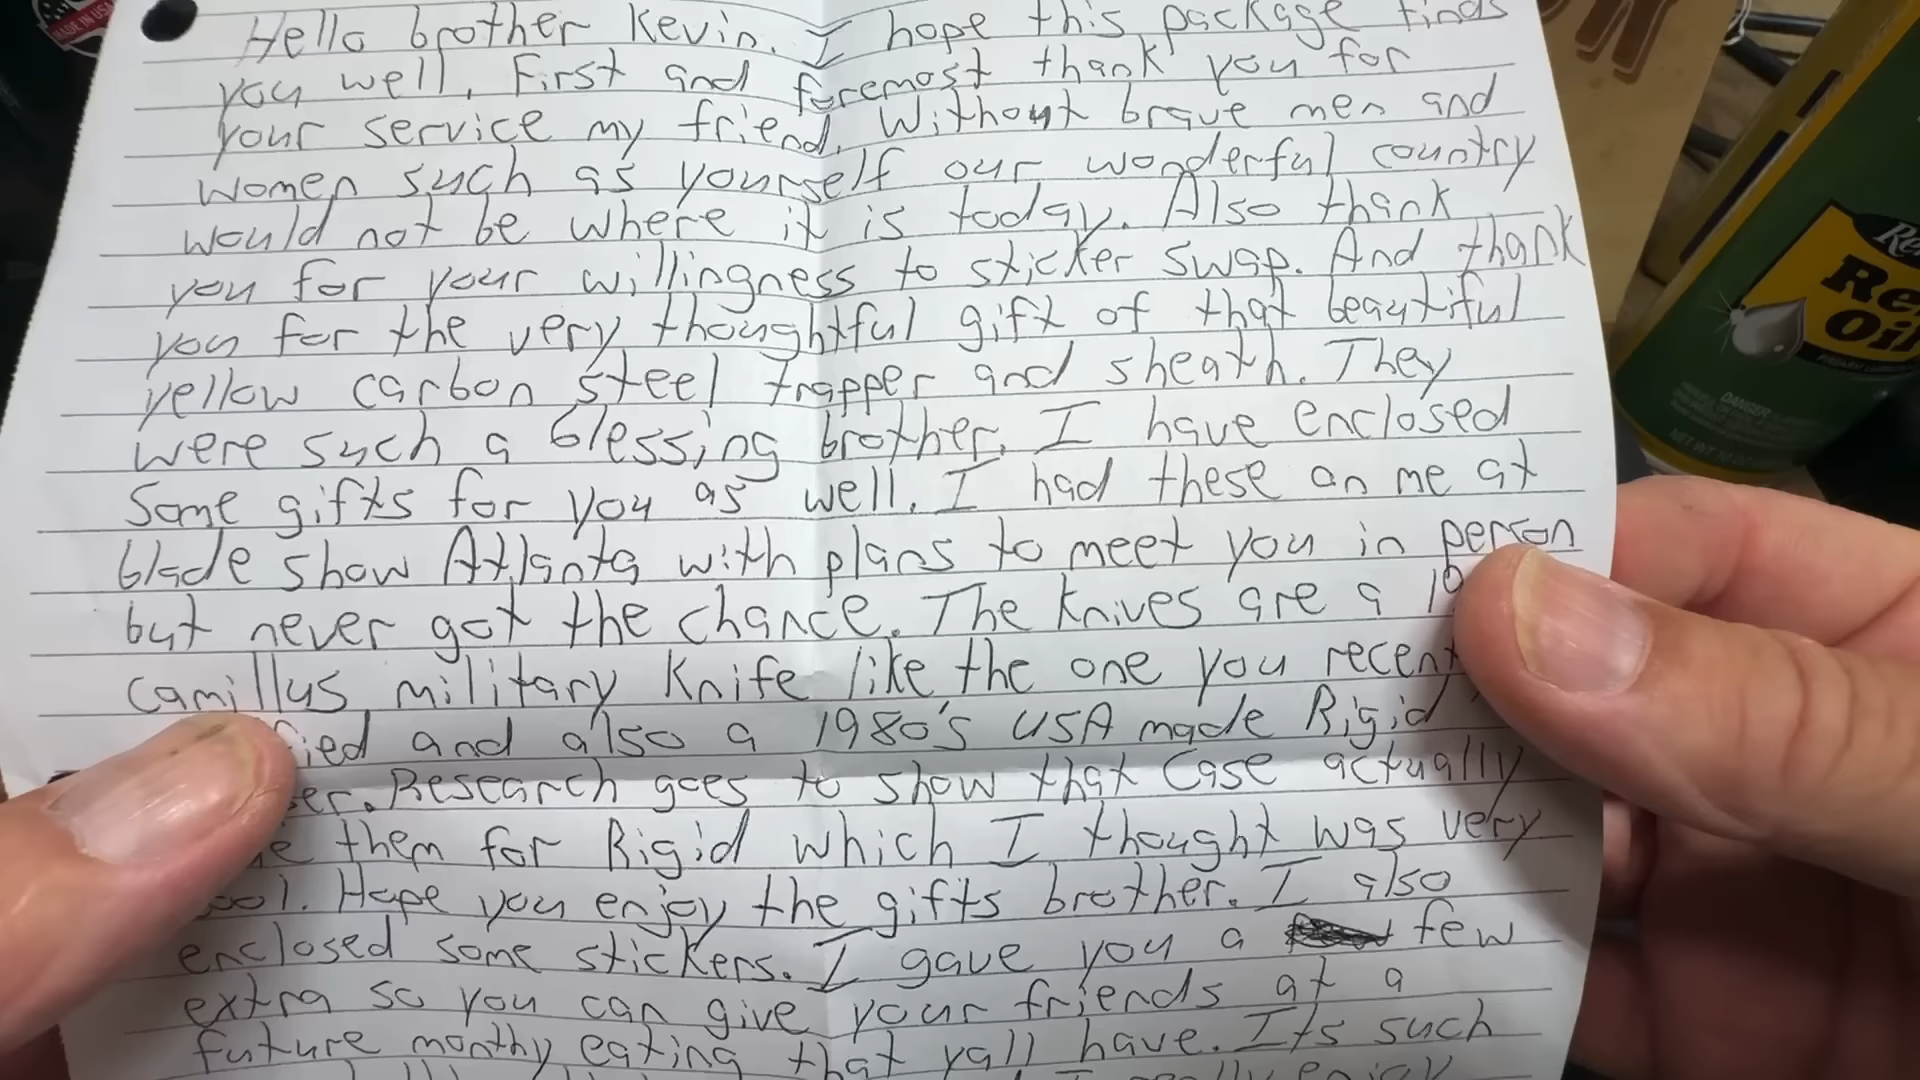 Hello brother Kevin. I hope this package finds
you well. First and foremost thank you for
your service my friend. Without brave men and
women such as yourself our wonderful country
would not be where it is today. Also thank
you for your willingness to sticker swap. And thank
you for the very thoughtful gift of that beautiful
yellow carbon steel trapper and sheath. They
were such a blessing brother. I have enclosed
some gifts for you as well. I had these on me at
blade show Atlanta with plans to meet you in person
but never got the chance. The knives are a
Camillus military knife like the one you
and also a 1980's USA made Rigid
Research goes to show that Case actually
them for Rigid which I thought was very
Hope you enjoy the gifts brother. I also
enclosed some stickers. I gave you a few
extra so you can give your friends at a
future monthy eating that yall have. Its such
MADE IN USA
Re
Oil
DANGER